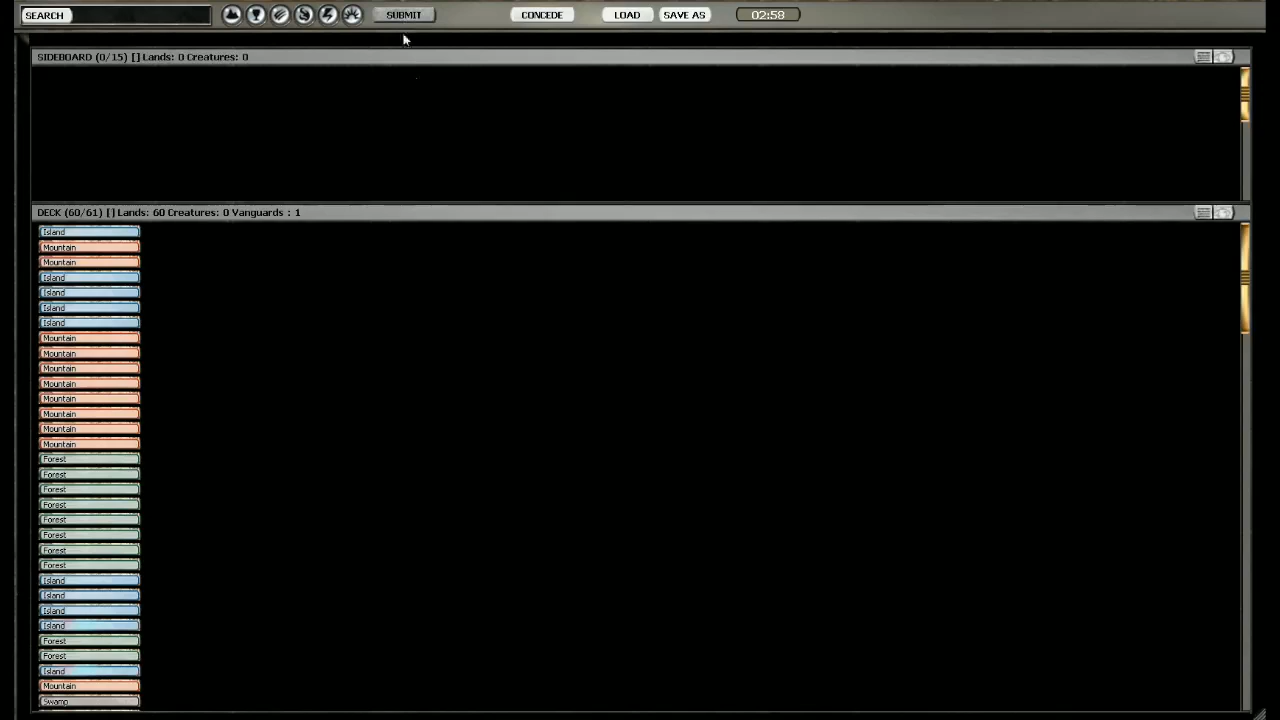 SEARCH SUBMIT CONCEDE LOAD SAVE AS 02:58
SIDEBOARD (0/15) [] Lands: 0 Creatures: 0
DECK (60/61) [] Lands: 60 Creatures: 0 Vanguards : 1
Island
Mountain
Mountain
Island
Island
Island
Island
Mountain
Mountain
Mountain
Mountain
Mountain
Mountain
Mountain
Mountain
Forest
Forest
Forest
Forest
Forest
Forest
Forest
Forest
Island
Island
Island
Island
Forest
Forest
Island
Mountain
Swamp